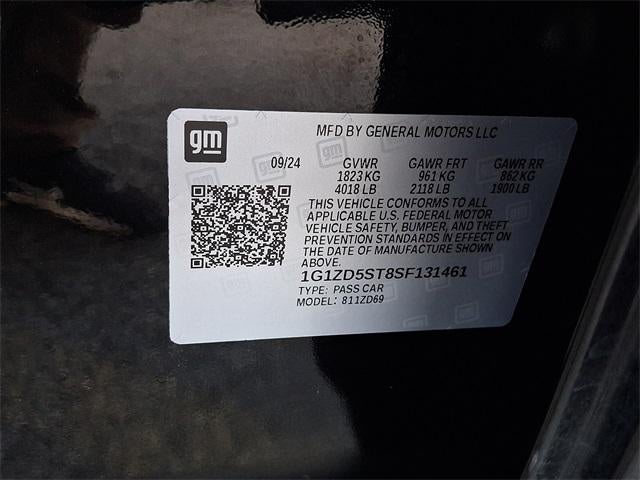 gm
MFD BY GENERAL MOTORS LLC
09/24 GVWR GAWR FRT GAWR RR
1823 KG 961 KG 862 KG
4018 LB 2118 LB 1900 LB
THIS VEHICLE CONFORMS TO ALL
APPLICABLE U.S. FEDERAL MOTOR
VEHICLE SAFETY, BUMPER, AND THEFT
PREVENTION STANDARDS IN EFFECT ON
THE DATE OF MANUFACTURE SHOWN
ABOVE.
1G1ZD5ST8SF131461
TYPE: PASS CAR
MODEL: 811ZD69